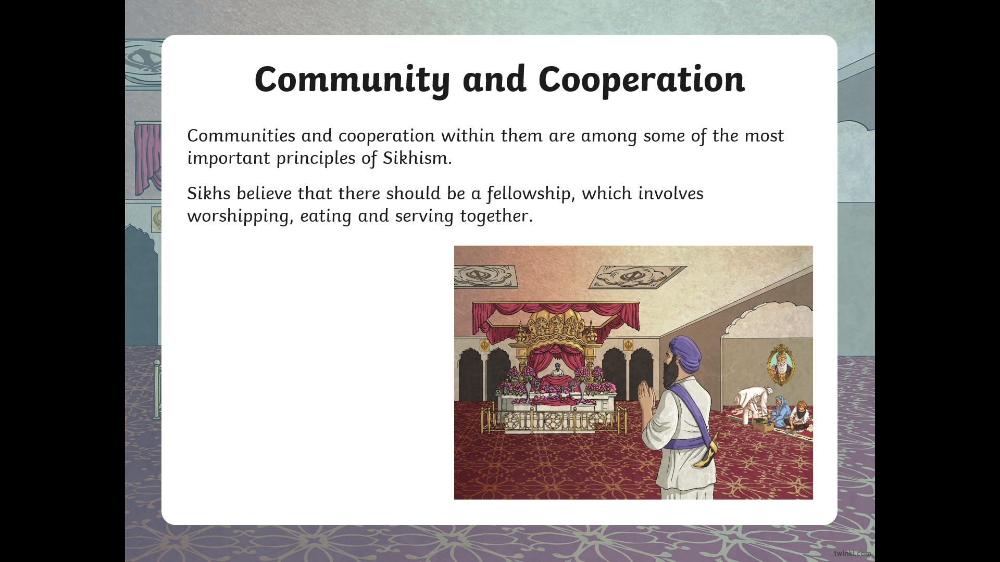 Community and Cooperation
Communities and cooperation within them are among some of the most
important principles of Sikhism.
Sikhs believe that there should be a fellowship, which involves
worshipping, eating and serving together.
twinkl.com